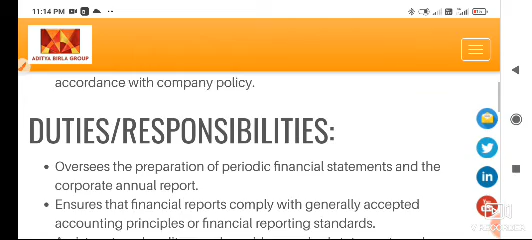 11:14 PM
ADITYA BIRLA GROUP
accordance with company policy.
DUTIES/RESPONSIBILITIES:
• Oversees the preparation of periodic financial statements and the
corporate annual report.
• Ensures that financial reports comply with generally accepted
accounting principles or financial reporting standards.